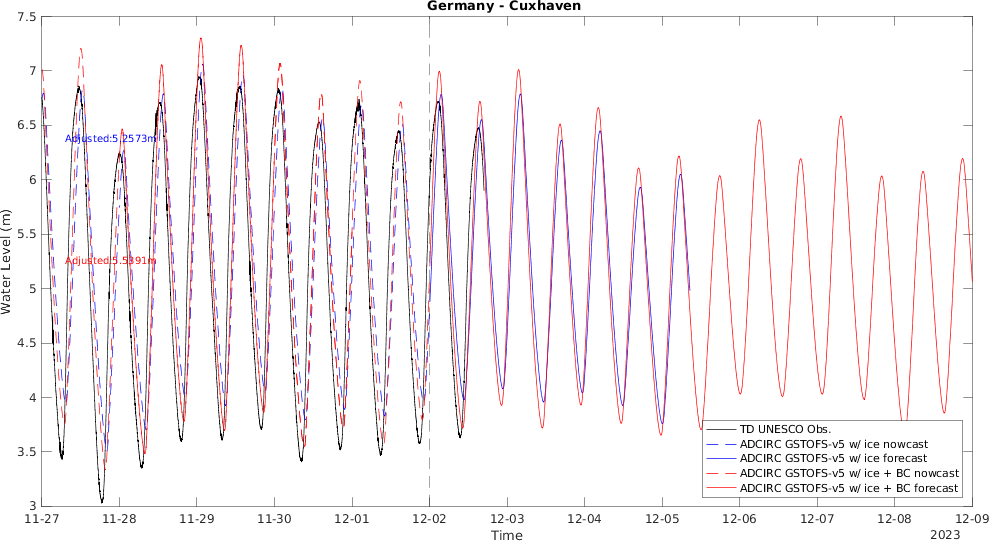 Germany - Cuxhaven
7.5
7
6.5
6
5.5
5
4.5
4
3.5
3
Water Level (m)
Adjusted:5.2573m
Adjusted:5.5391m
TD UNESCO Obs.
ADCIRC GSTOFS-v5 w/ ice nowcast
ADCIRC GSTOFS-v5 w/ ice forecast
ADCIRC GSTOFS-v5 w/ ice + BC nowcast
ADCIRC GSTOFS-v5 w/ ice + BC forecast
11-27 11-28 11-29 11-30 12-01 12-02 12-03 12-04 12-05 12-06 12-07 12-08 12-09
Time
2023